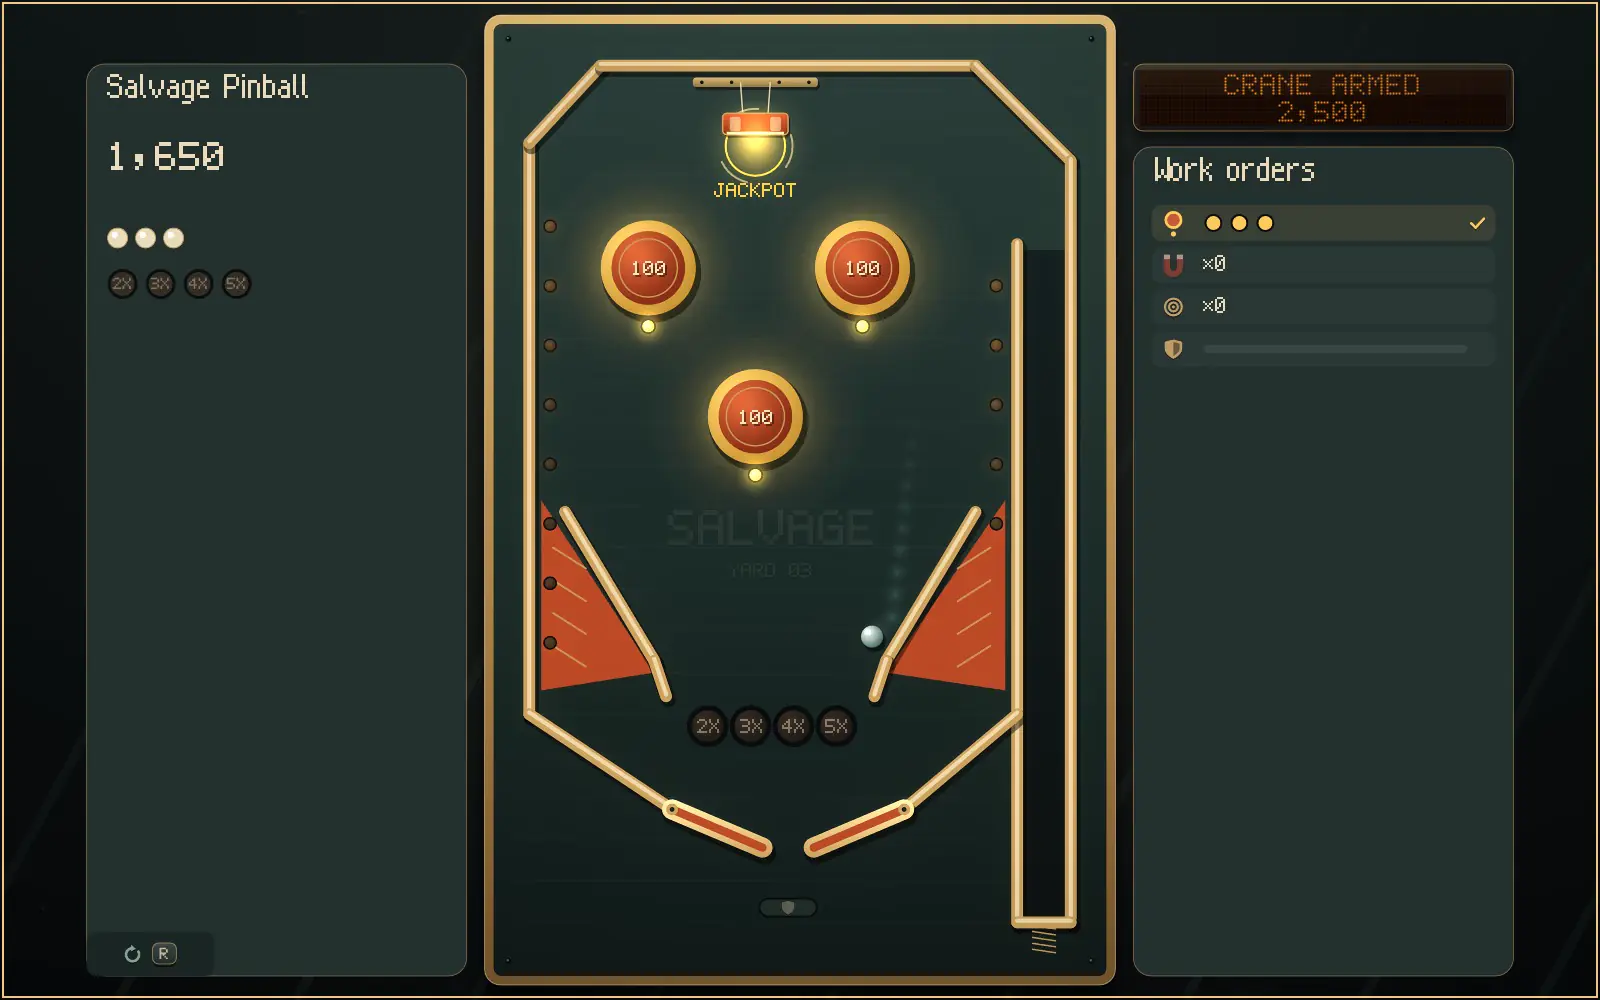 Salvage Pinball
1,650
2X 3X 4X 5X
R
JACKPOT
100
100
100
SALVAGE
YARD 03
2X 3X 4X 5X
CRANE ARMED
2,500
Work orders
×0
×0